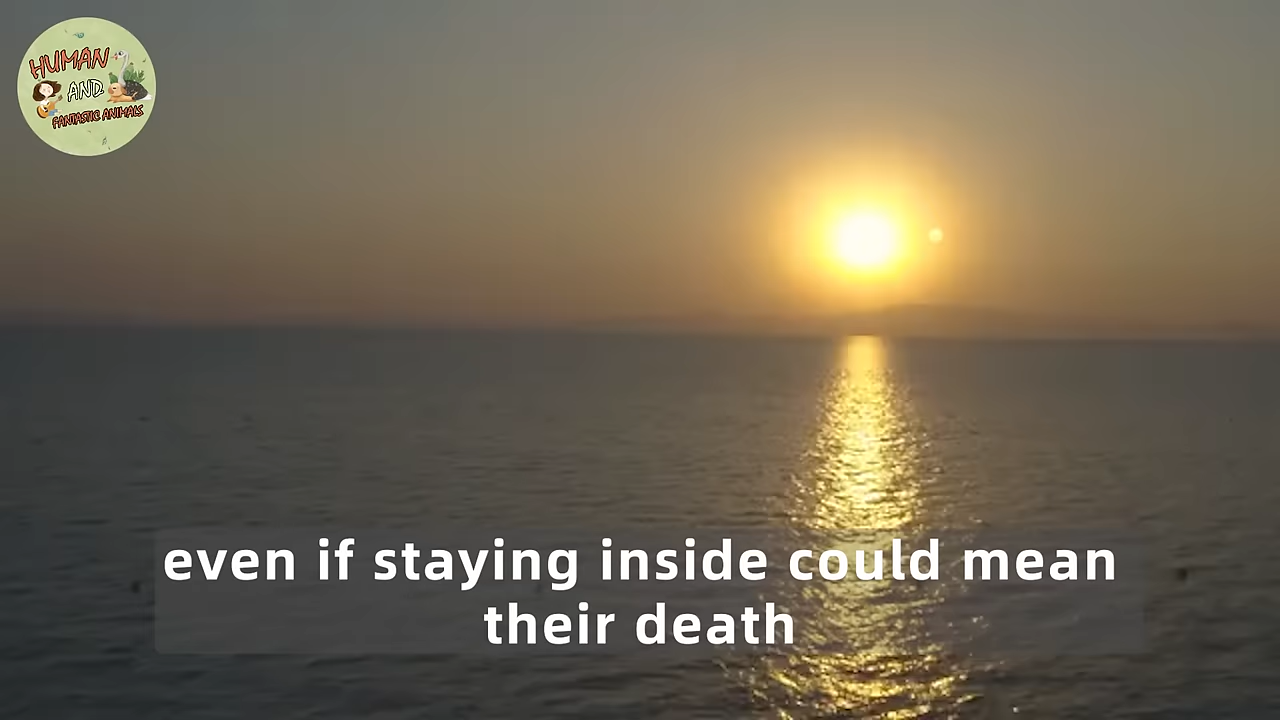 HUMAN
AND
FANTASTIC ANIMALS
even if staying inside could mean
their death